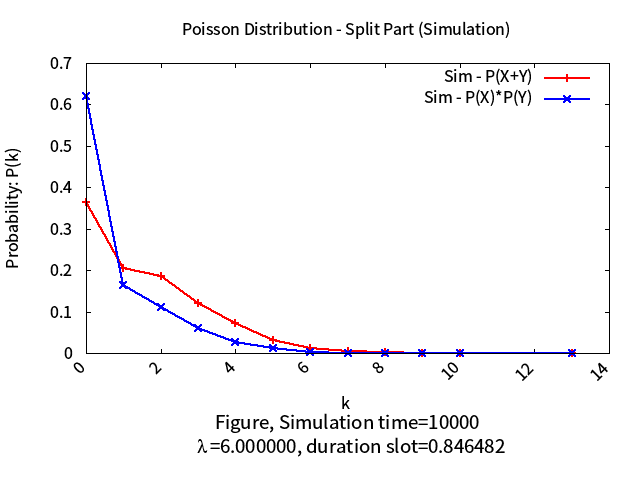 Poisson Distribution - Split Part (Simulation)
0.7
0.6
0.5
0.4
0.3
0.2
0.1
0
Probability: P(k)
Sim - P(X+Y)
Sim - P(X)*P(Y)
0
2
4
6
8
10
12
14
k
Figure, Simulation time=10000
λ=6.000000, duration slot=0.846482